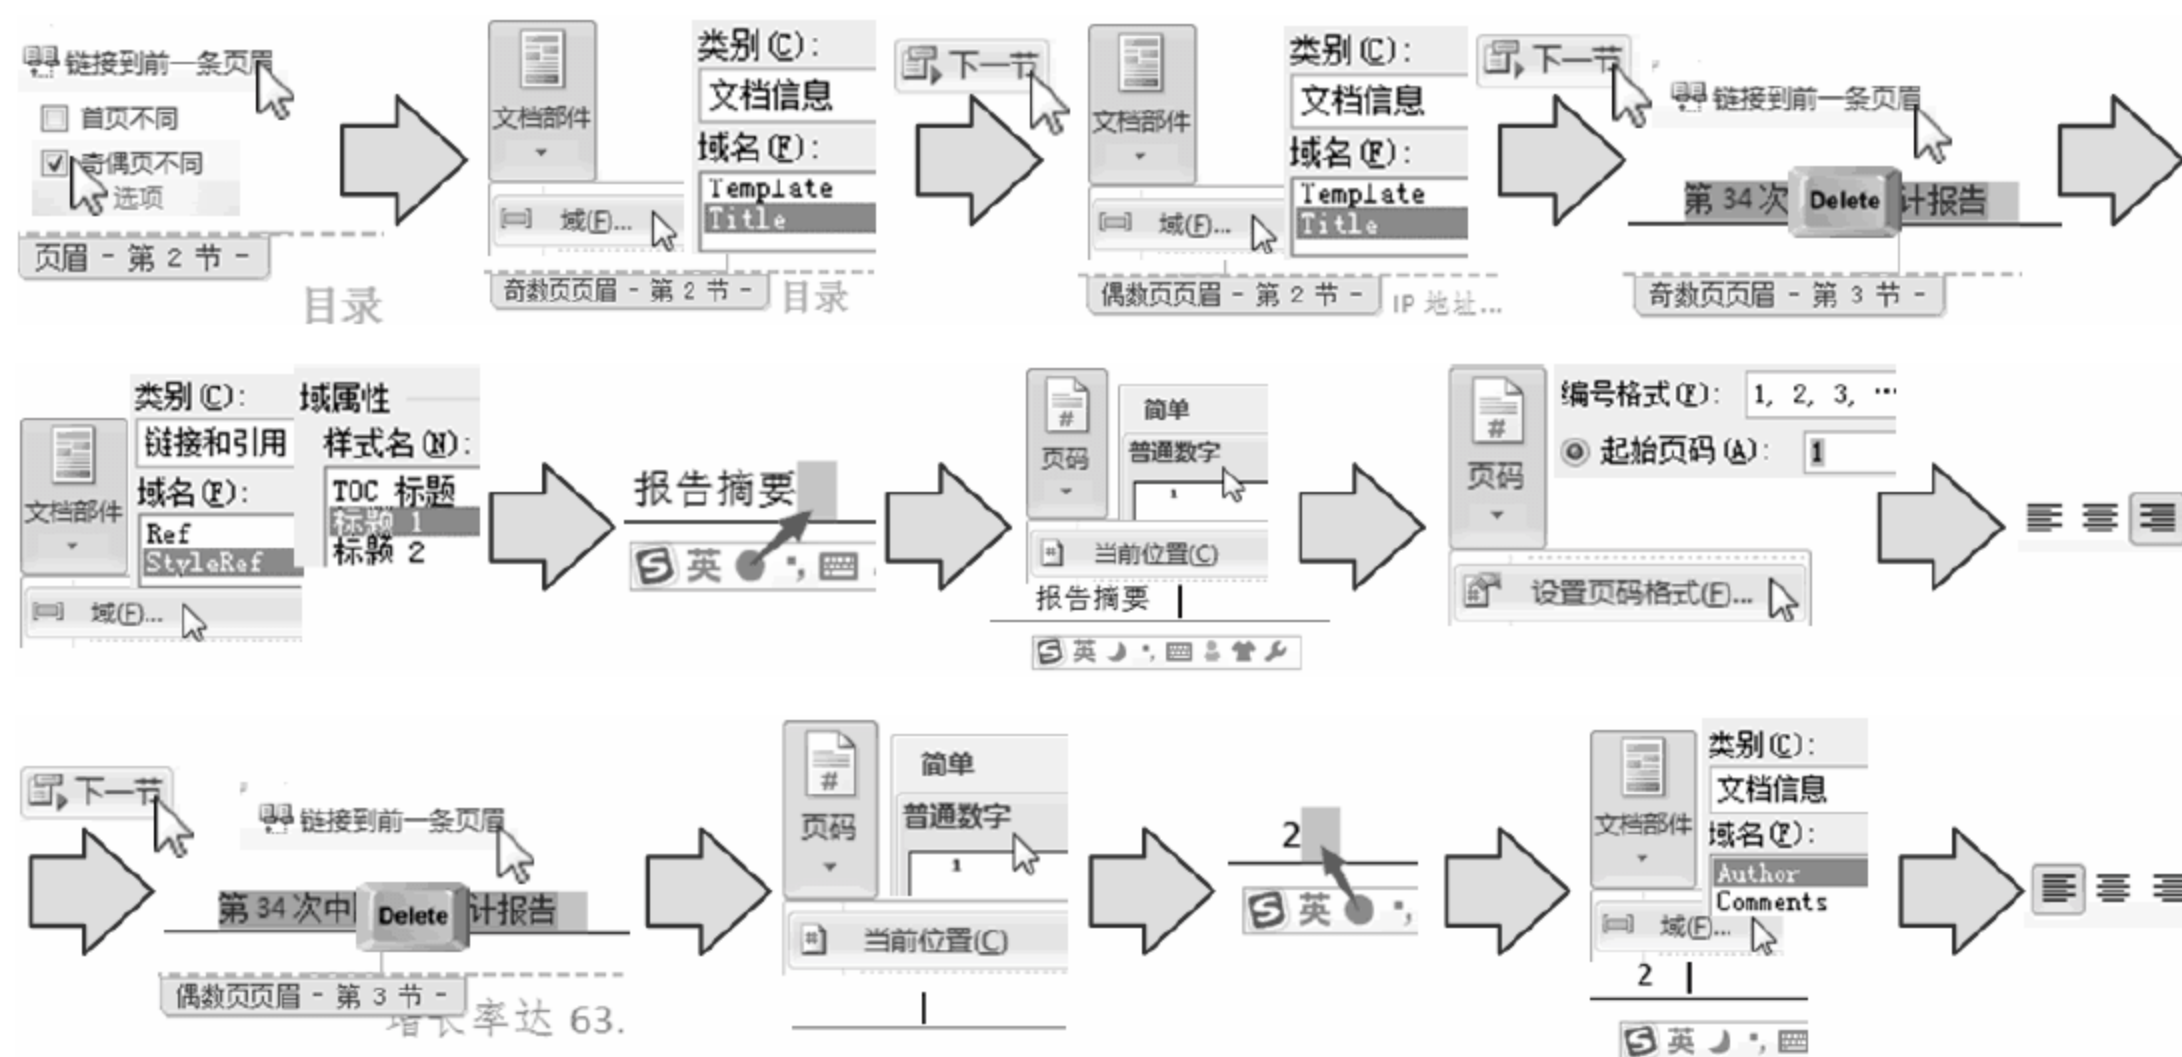 链接到前一条页眉
首页不同
奇偶页不同
选项
页眉 - 第 2 节 -
目录
文档部件
域(F)...
类别(C):
文档信息
域名(F):
Template
Title
奇数页页眉 - 第 2 节 -
目录
下一节
文档部件
域(F)...
类别(C):
文档信息
域名(F):
Template
Title
偶数页页眉 - 第 2 节 -
IP 地址...
下一节
链接到前一条页眉
第 34 次 Delete 计报告
奇数页页眉 - 第 3 节 -
文档部件
域(F)...
类别(C):
链接和引用
域名(F):
Ref
StyleRef
域属性
样式名(N):
TOC 标题
标题 1
标题 2
报告摘要
英
页码
简单
普通数字
1
当前位置(C)
报告摘要
英
页码
编号格式(F): 1, 2, 3, ...
起始页码(A): 1
设置页码格式(F)...
下一节
链接到前一条页眉
第 34 次中 Delete 计报告
偶数页页眉 - 第 3 节 -
增长率达 63.
页码
简单
普通数字
1
当前位置(C)
2
英
文档部件
域(F)...
类别(C):
文档信息
域名(F):
Author
Comments
2
英